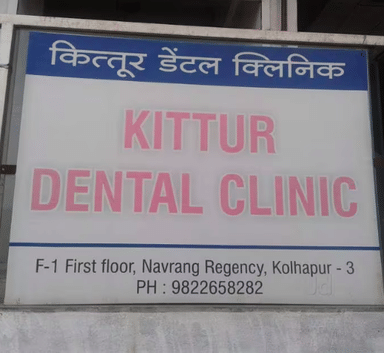 कित्तूर डेंटल क्लिनिक
KITTUR
DENTAL CLINIC
F-1 First floor, Navrang Regency, Kolhapur - 3
PH : 9822658282